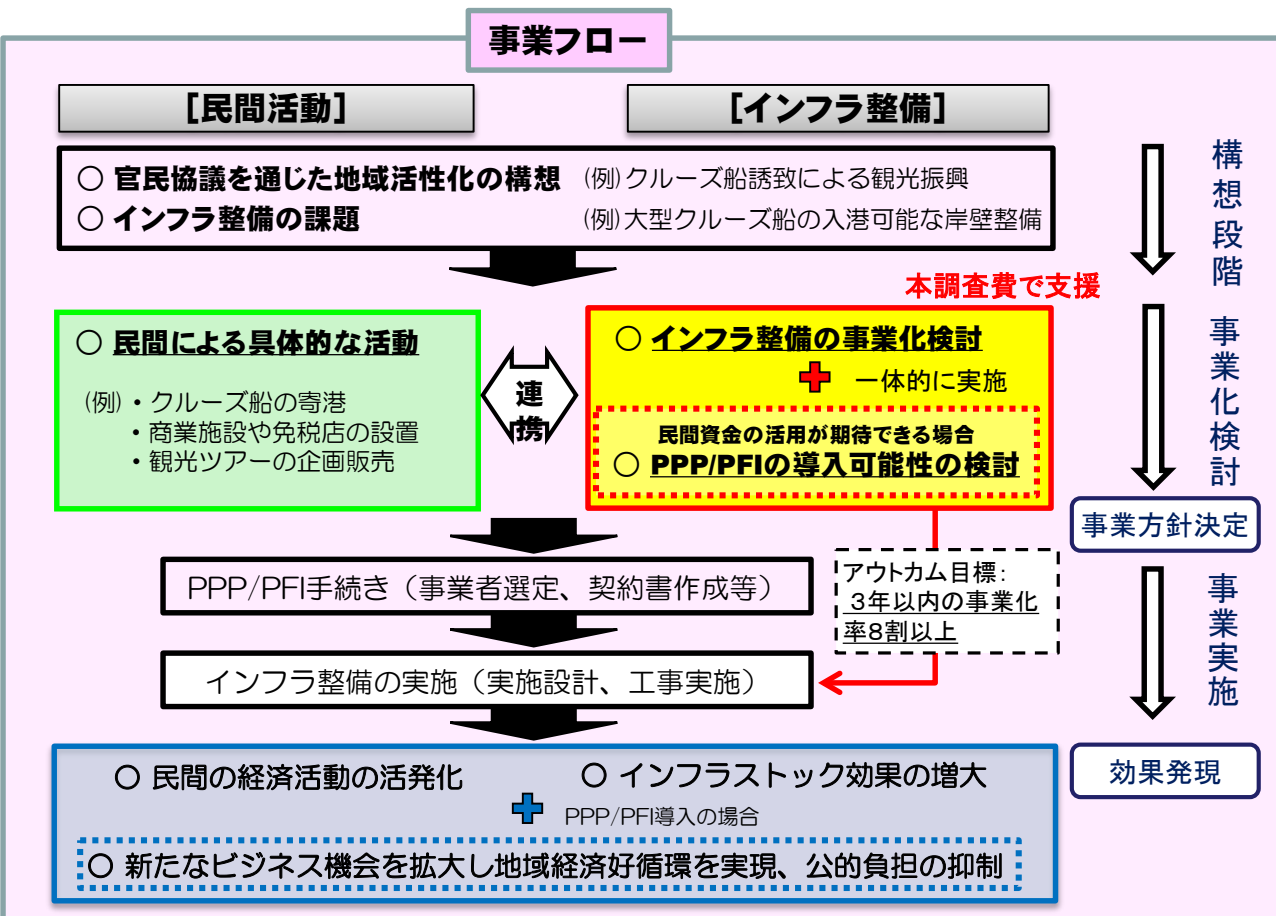 事業フロー
[民間活動]
[インフラ整備]
○ 官民協議を通じた地域活性化の構想 (例)クルーズ船誘致による観光振興
○ インフラ整備の課題 (例)大型クルーズ船の入港可能な岸壁整備
構想段階
本調査費で支援
○ 民間による具体的な活動
(例)・クルーズ船の寄港
・商業施設や免税店の設置
・観光ツアーの企画販売
連
携
○ インフラ整備の事業化検討
一体的に実施
民間資金の活用が期待できる場合
○ PPP/PFIの導入可能性の検討
事業化検討
事業方針決定
PPP/PFI手続き(事業者選定、契約書作成等)
アウトカム目標:
3年以内の事業化
率8割以上
インフラ整備の実施(実施設計、工事実施)
事業実施
○ 民間の経済活動の活発化
○ インフラストック効果の増大
PPP/PFI導入の場合
○ 新たなビジネス機会を拡大し地域経済好循環を実現、公的負担の抑制
効果発現